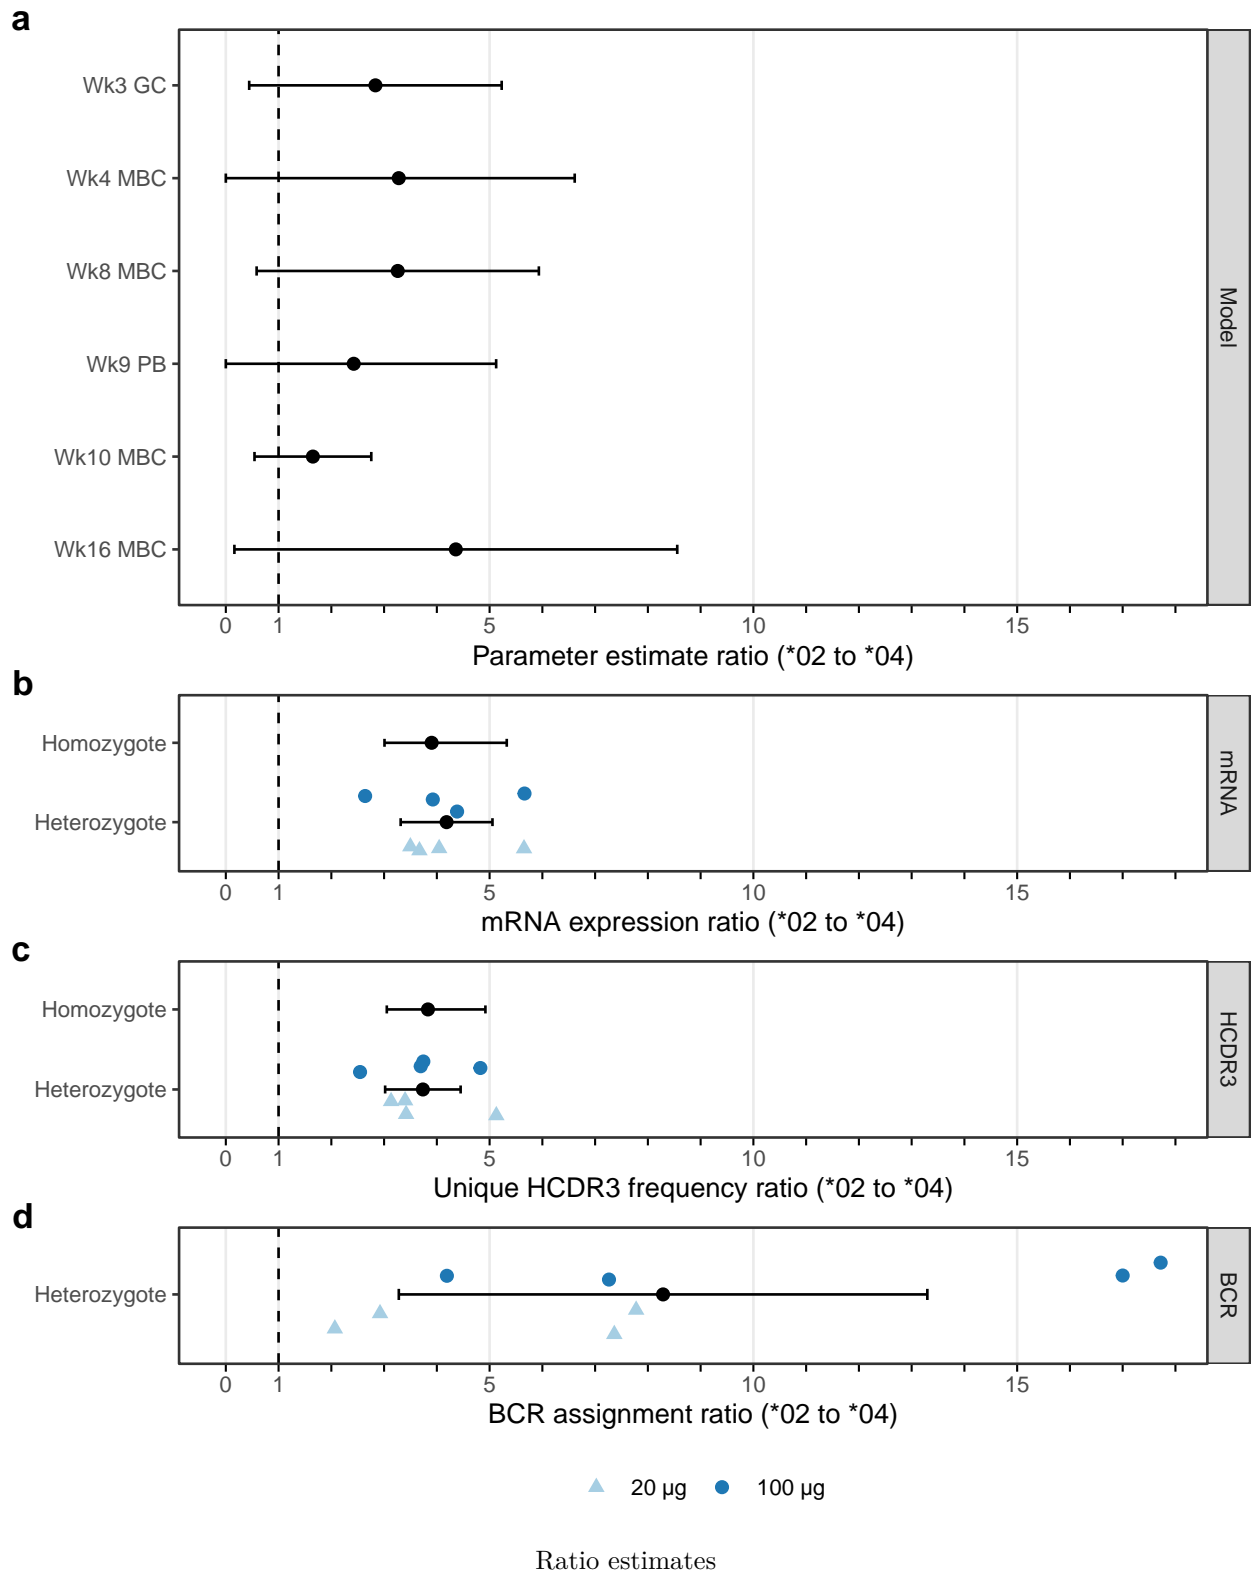 a
Wk3 GC
Wk4 MBC
Wk8 MBC
Wk9 PB
Wk10 MBC
Wk16 MBC
Model
0 1 5 10 15
Parameter estimate ratio (*02 to *04)
b
Homozygote
Heterozygote
mRNA
0 1 5 10 15
mRNA expression ratio (*02 to *04)
c
Homozygote
Heterozygote
HCDR3
0 1 5 10 15
Unique HCDR3 frequency ratio (*02 to *04)
d
Heterozygote
BCR
0 1 5 10 15
BCR assignment ratio (*02 to *04)
20 µg 100 µg
Ratio estimates